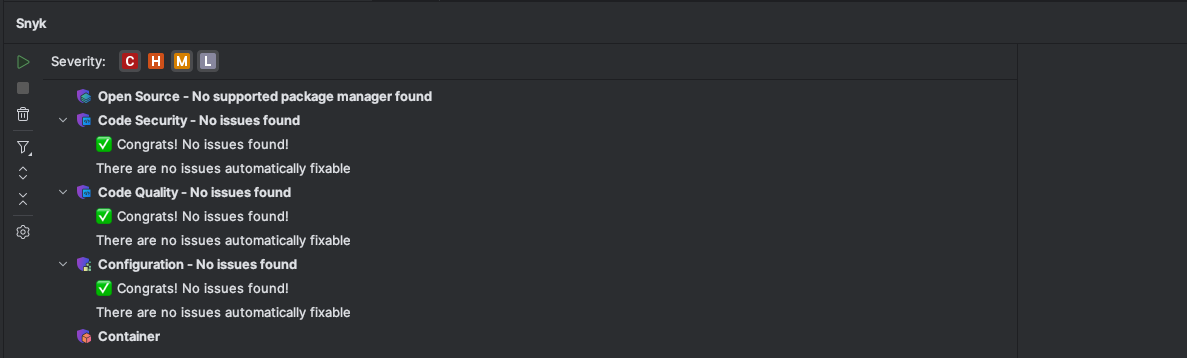 Snyk
Severity: C H M L
Open Source - No supported package manager found
Code Security - No issues found
✅ Congrats! No issues found!
There are no issues automatically fixable
Code Quality - No issues found
✅ Congrats! No issues found!
There are no issues automatically fixable
Configuration - No issues found
✅ Congrats! No issues found!
There are no issues automatically fixable
Container